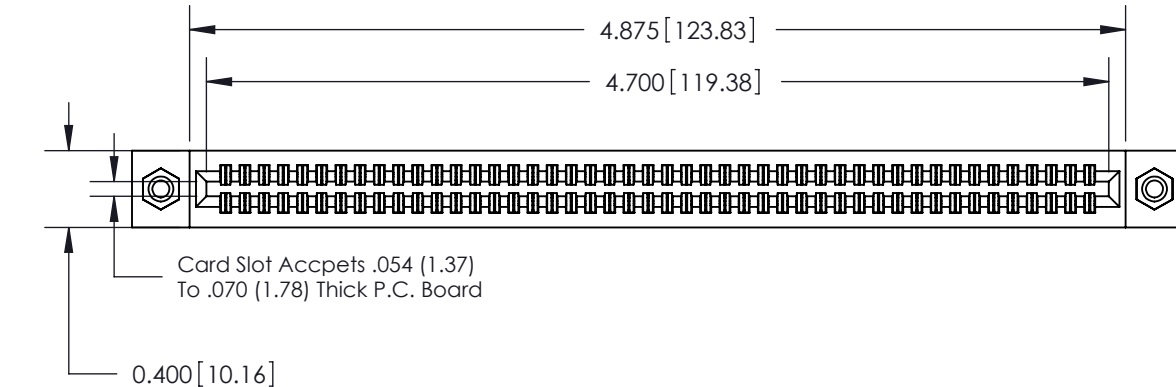 4.875[123.83]
4.700[119.38]
Card Slot Accpets .054 (1.37)
To .070 (1.78) Thick P.C. Board
0.400[10.16]